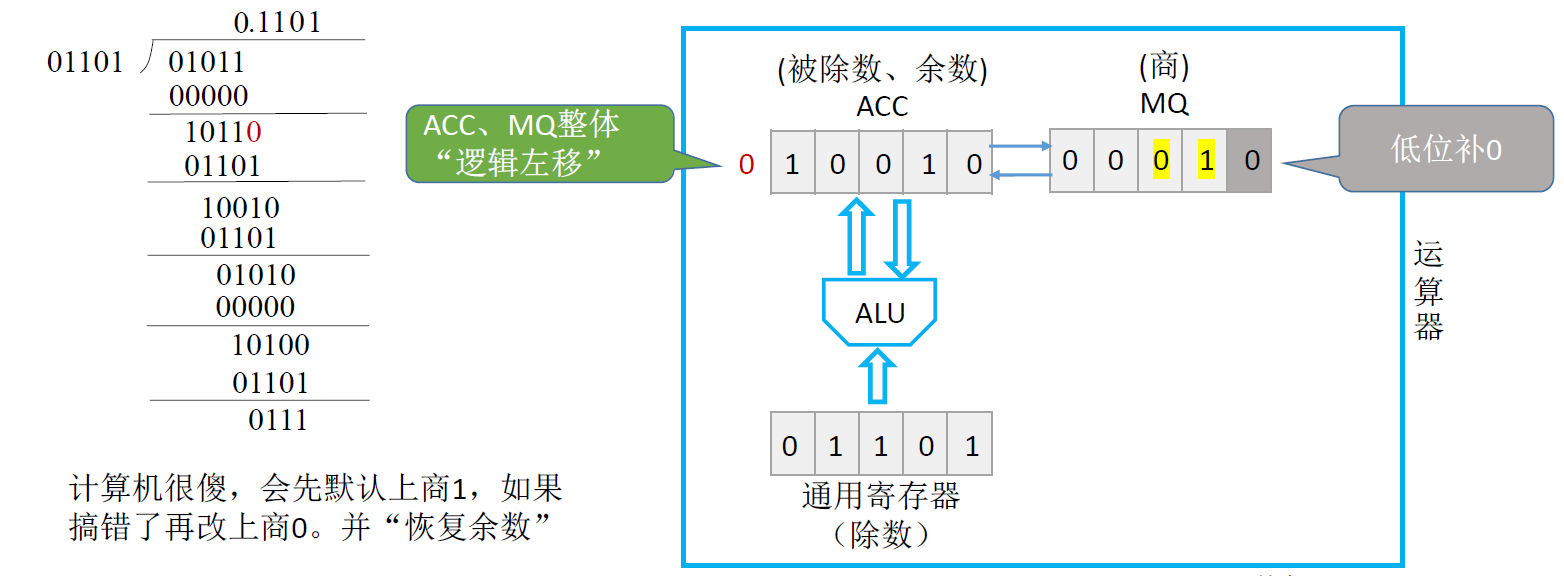 0.1101
01101 01011
00000
10110
01101
10010
01101
01010
00000
10100
01101
0111
计算机很傻，会先默认上商1，如果
搞错了再改上商0。并“恢复余数”
ACC、MQ整体
“逻辑左移”
(被除数、余数)
ACC
(商)
MQ
0 1 0 0 1 0
0 0 0 1 0
低位补0
ALU
0 1 1 0 1
通用寄存器
（除数）
运算器